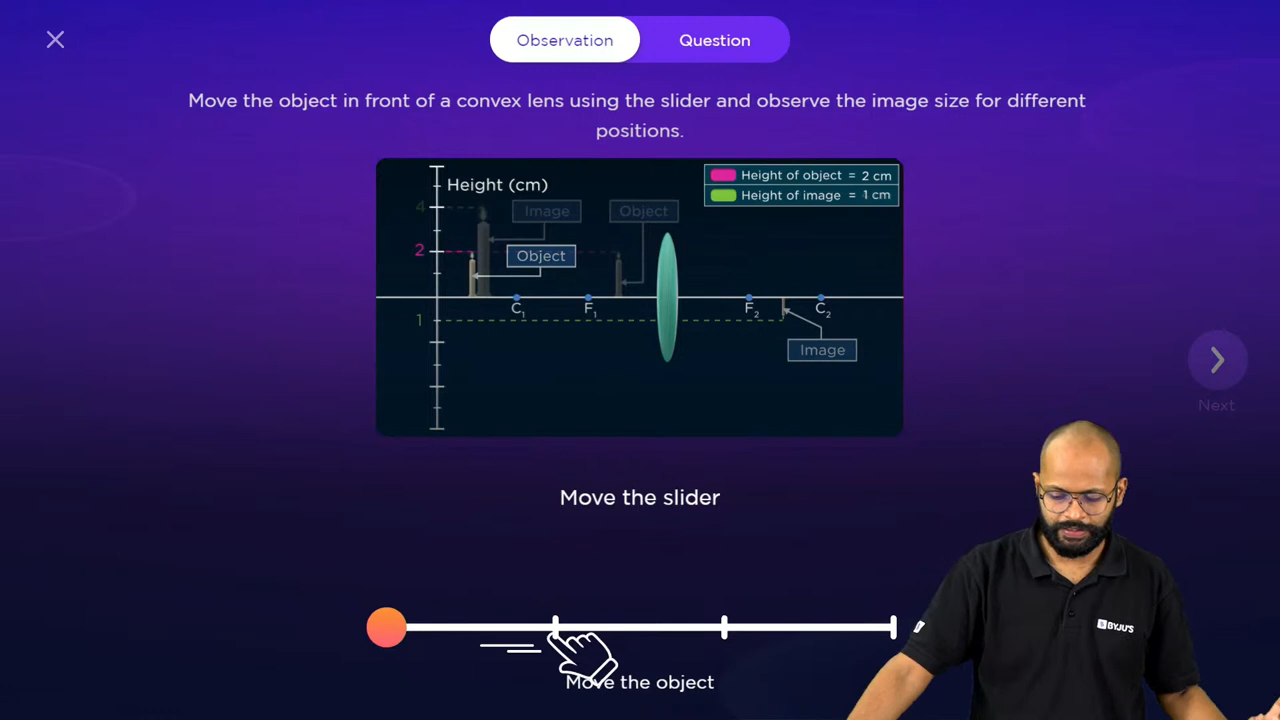 Observation
Question
Move the object in front of a convex lens using the slider and observe the image size for different
positions.
Height (cm)
Height of object = 2 cm
Height of image = 1 cm
4
Image
Object
2
Object
C1
F1
F2
C2
1
Image
Next
Move the slider
BYJU'S
Move the object